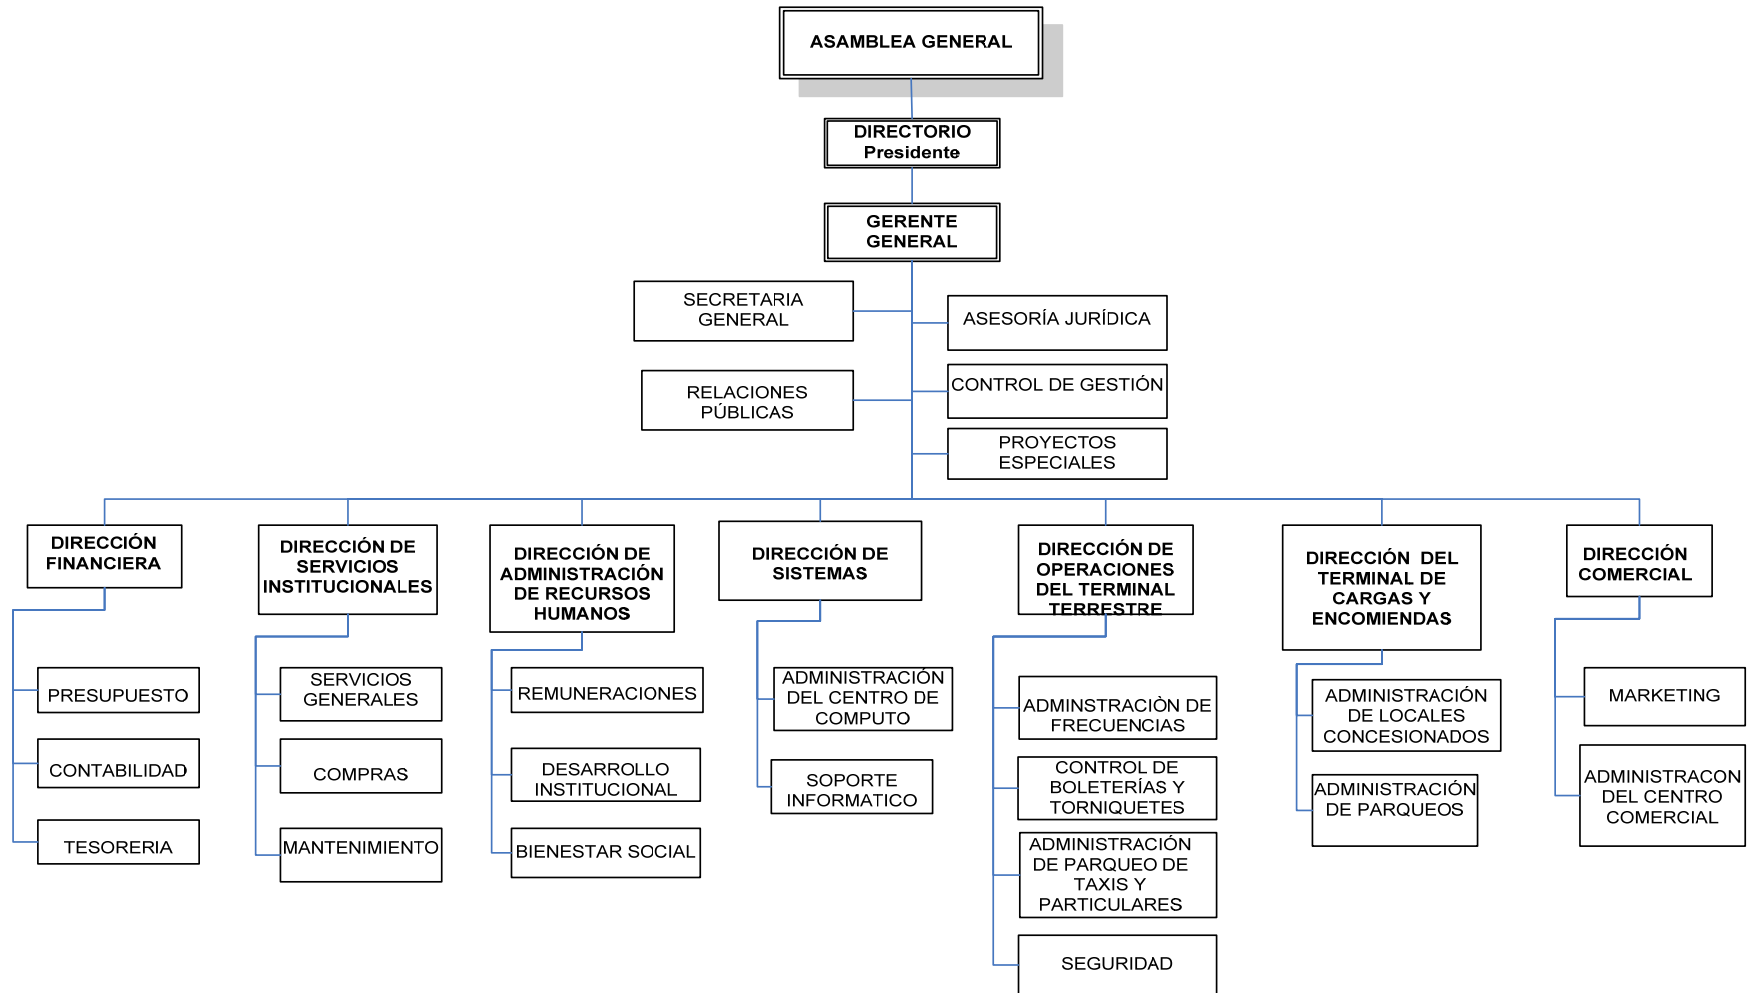 ASAMBLEA GENERAL
DIRECTORIO
Presidente
GERENTE
GENERAL
SECRETARIA
GENERAL
ASESORÍA JURÍDICA
RELACIONES
PÚBLICAS
CONTROL DE GESTIÓN
PROYECTOS
ESPECIALES
DIRECCIÓN
FINANCIERA
PRESUPUESTO
CONTABILIDAD
TESORERIA
DIRECCIÓN DE
SERVICIOS
INSTITUCIONALES
SERVICIOS
GENERALES
COMPRAS
MANTENIMIENTO
DIRECCIÓN DE
ADMINISTRACIÓN
DE RECURSOS
HUMANOS
REMUNERACIONES
DESARROLLO
INSTITUCIONAL
BIENESTAR SOCIAL
DIRECCIÓN DE
SISTEMAS
ADMINISTRACIÓN
DEL CENTRO DE
COMPUTO
SOPORTE
INFORMATICO
DIRECCIÓN DE
OPERACIONES
DEL TERMINAL
TERRESTRE
ADMINSTRACIÒN DE
FRECUENCIAS
CONTROL DE
BOLETERÍAS Y
TORNIQUETES
ADMINISTRACIÓN
DE PARQUEO DE
TAXIS Y
PARTICULARES
SEGURIDAD
DIRECCIÓN DEL
TERMINAL DE
CARGAS Y
ENCOMIENDAS
ADMINISTRACIÓN
DE LOCALES
CONCESIONADOS
ADMINISTRACIÓN
DE PARQUEOS
DIRECCIÓN
COMERCIAL
MARKETING
ADMINISTRACON
DEL CENTRO
COMERCIAL